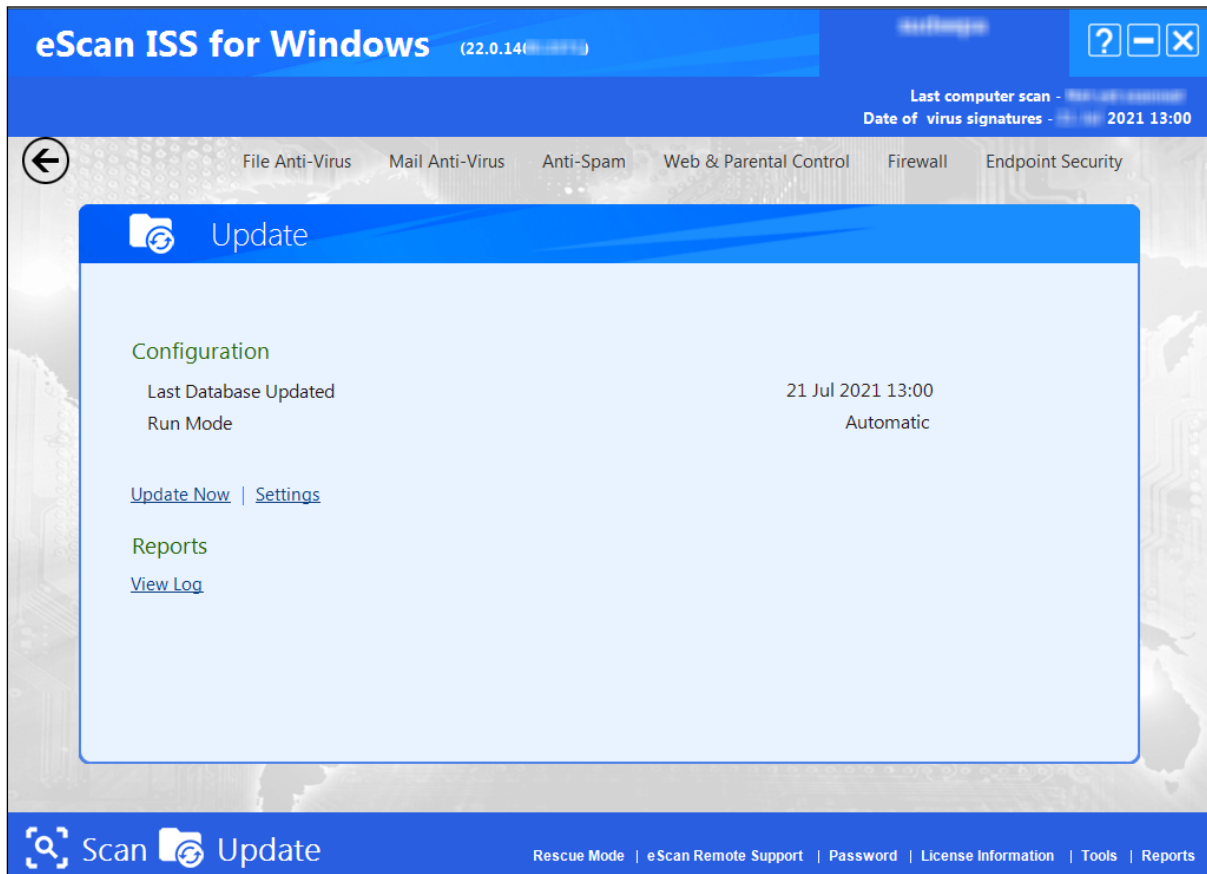 eScan ISS for Windows (22.0.14
?
Last computer scan -
Date of virus signatures - 2021 13:00
File Anti-Virus Mail Anti-Virus Anti-Spam Web & Parental Control Firewall Endpoint Security
Update
Configuration
Last Database Updated 21 Jul 2021 13:00
Run Mode Automatic
Update Now | Settings
Reports
View Log
Scan Update Rescue Mode | eScan Remote Support | Password | License Information | Tools | Reports